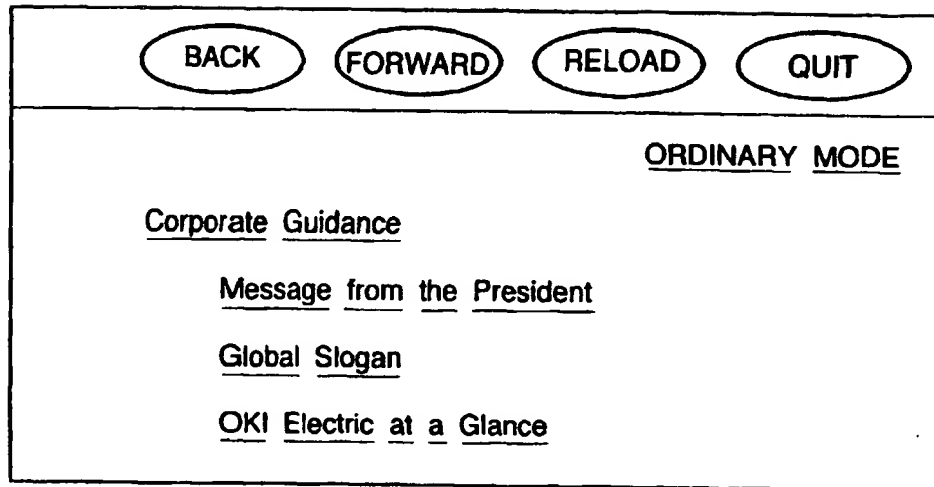 BACK FORWARD RELOAD QUIT
ORDINARY MODE
Corporate Guidance
Message from the President
Global Slogan
OKI Electric at a Glance